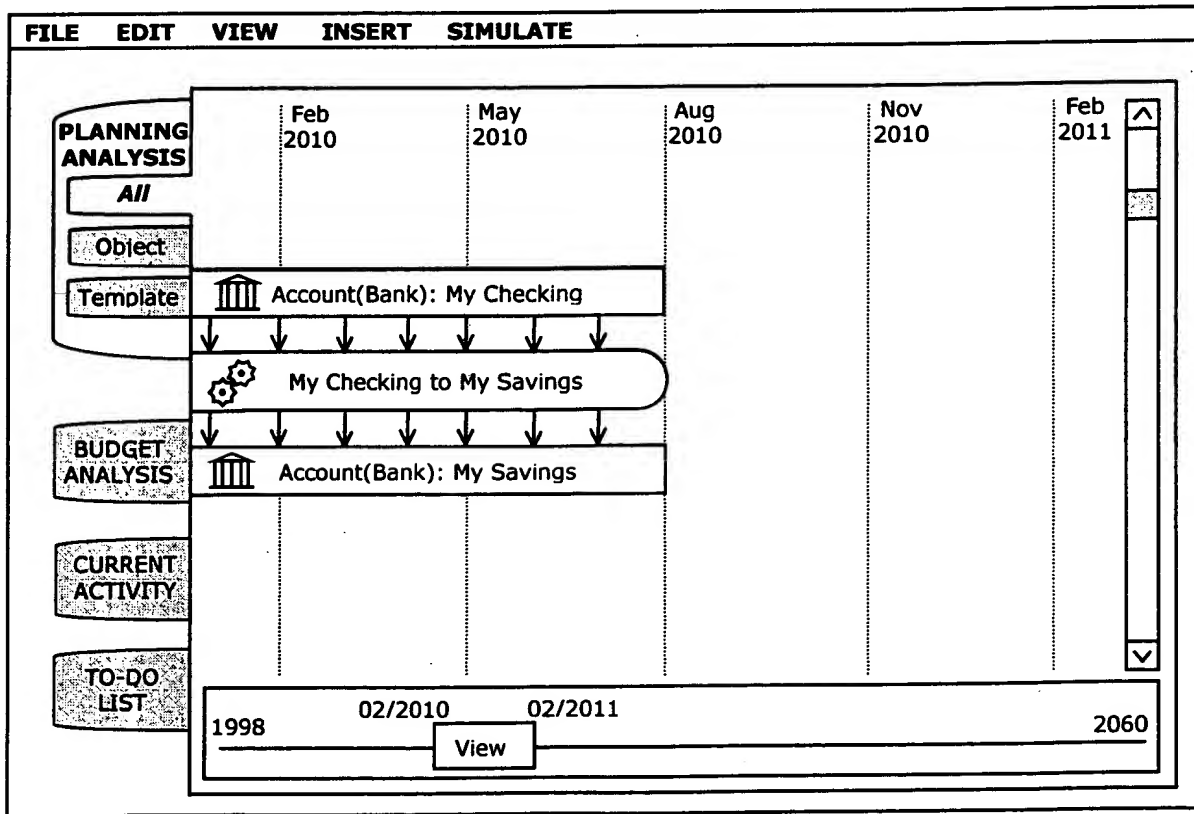 FILE EDIT VIEW INSERT SIMULATE
PLANNING
ANALYSIS
All
Object
Template
BUDGET
ANALYSIS
CURRENT
ACTIVITY
TO-DO
LIST
Feb
2010
May
2010
Aug
2010
Nov
2010
Feb
2011
Account(Bank): My Checking
My Checking to My Savings
Account(Bank): My Savings
02/2010 02/2011
1998 2060
View